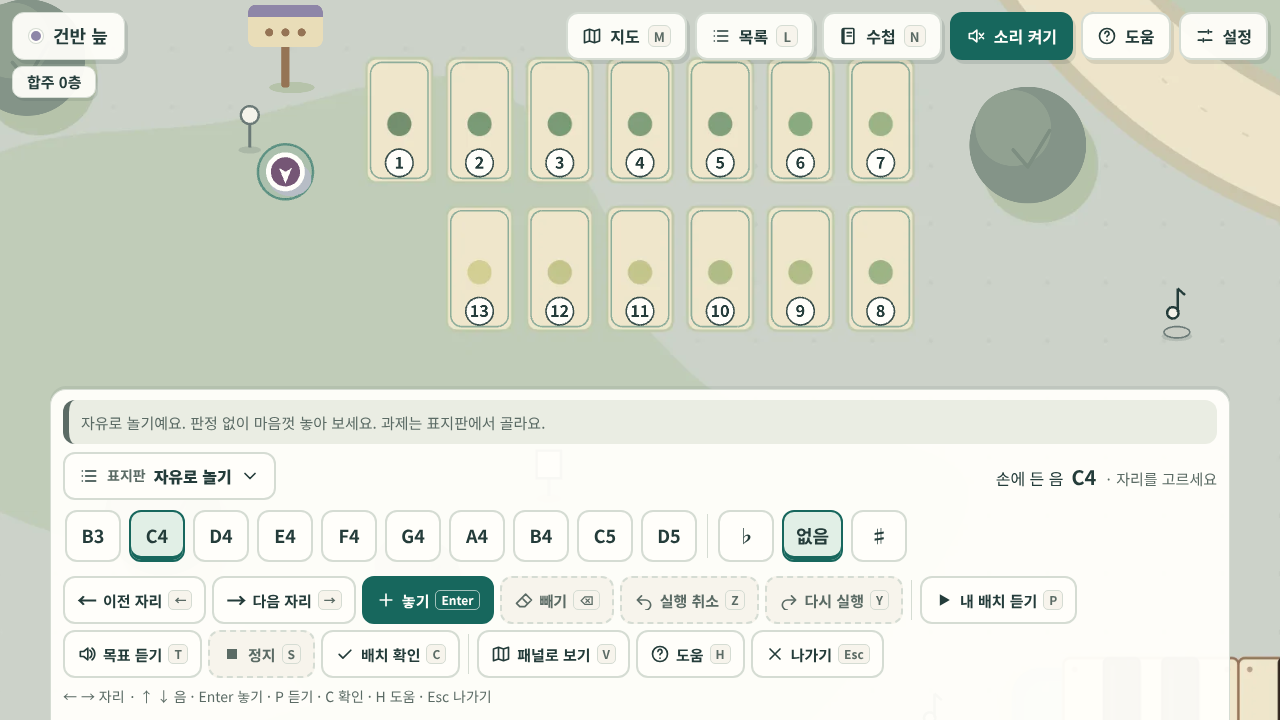 건반 늪
지도 M
목록 L
수첩 N
소리 켜기
도움
설정
합주 0층
1 2 3 4 5 6 7
13 12 11 10 9 8
자유로 놀기예요. 판정 없이 마음껏 놓아 보세요. 과제는 표지판에서 골라요.
표지판 자유로 놀기
손에 든 음 C4 · 자리를 고르세요
B3 C4 D4 E4 F4 G4 A4 B4 C5 D5 ♭ 없음 ♯
← 이전 자리 ← → 다음 자리 → + 놓기 Enter 빼기 ⌫ 실행 취소 Z 다시 실행 Y 내 배치 듣기 P
목표 듣기 T 정지 S 배치 확인 C 패널로 보기 V 도움 H 나가기 Esc
← → 자리 · ↑ ↓ 음 · Enter 놓기 · P 듣기 · C 확인 · H 도움 · Esc 나가기